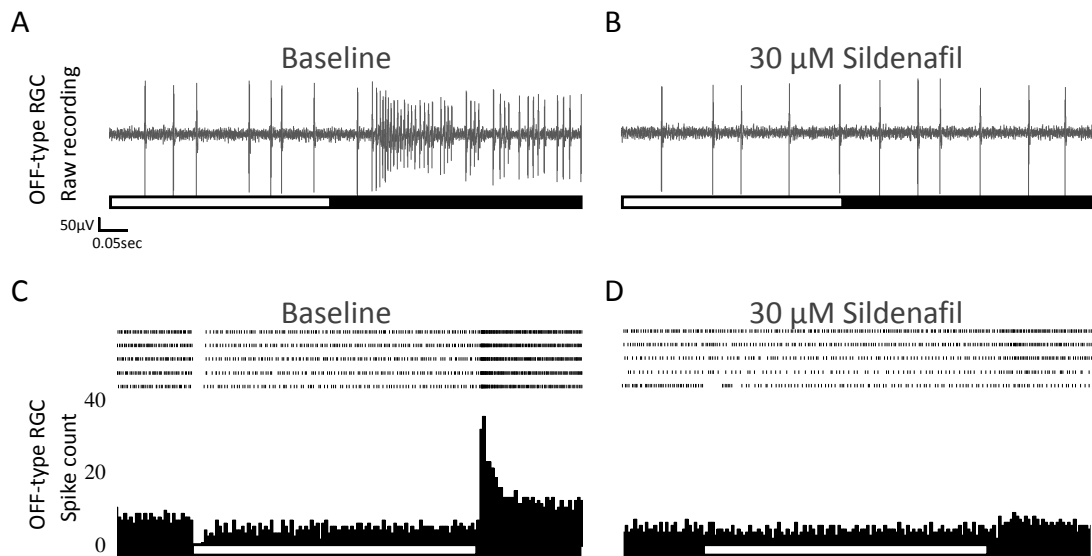 A
Baseline
OFF-type RGC
Raw recording
50µV
0.05sec
B
30 µM Sildenafil
C
Baseline
OFF-type RGC
Spike count
40
20
0
D
30 µM Sildenafil